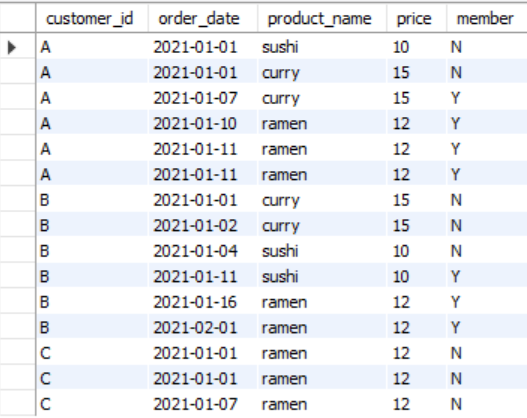 customer_id order_date product_name price member
A 2021-01-01 sushi 10 N
A 2021-01-01 curry 15 N
A 2021-01-07 curry 15 Y
A 2021-01-10 ramen 12 Y
A 2021-01-11 ramen 12 Y
A 2021-01-11 ramen 12 Y
B 2021-01-01 curry 15 N
B 2021-01-02 curry 15 N
B 2021-01-04 sushi 10 N
B 2021-01-11 sushi 10 Y
B 2021-01-16 ramen 12 Y
B 2021-02-01 ramen 12 Y
C 2021-01-01 ramen 12 N
C 2021-01-01 ramen 12 N
C 2021-01-07 ramen 12 N